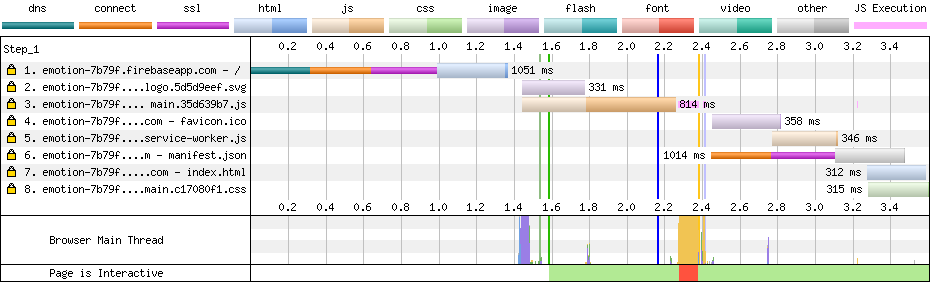 dns connect ssl html js css image flash font video other JS Execution
Step_1
0.2 0.4 0.6 0.8 1.0 1.2 1.4 1.6 1.8 2.0 2.2 2.4 2.6 2.8 3.0 3.2 3.4
1. emotion-7b79f.firebaseapp.com - / 1051 ms
2. emotion-7b79f....logo.5d5d9eef.svg 331 ms
3. emotion-7b79f.... main.35d639b7.js 814 ms
4. emotion-7b79f....com - favicon.ico 358 ms
5. emotion-7b79f....service-worker.js 346 ms
6. emotion-7b79f....m - manifest.json 1014 ms
7. emotion-7b79f.....com - index.html 312 ms
8. emotion-7b79f....main.c17080f1.css 315 ms
0.2 0.4 0.6 0.8 1.0 1.2 1.4 1.6 1.8 2.0 2.2 2.4 2.6 2.8 3.0 3.2 3.4
Browser Main Thread
Page is Interactive